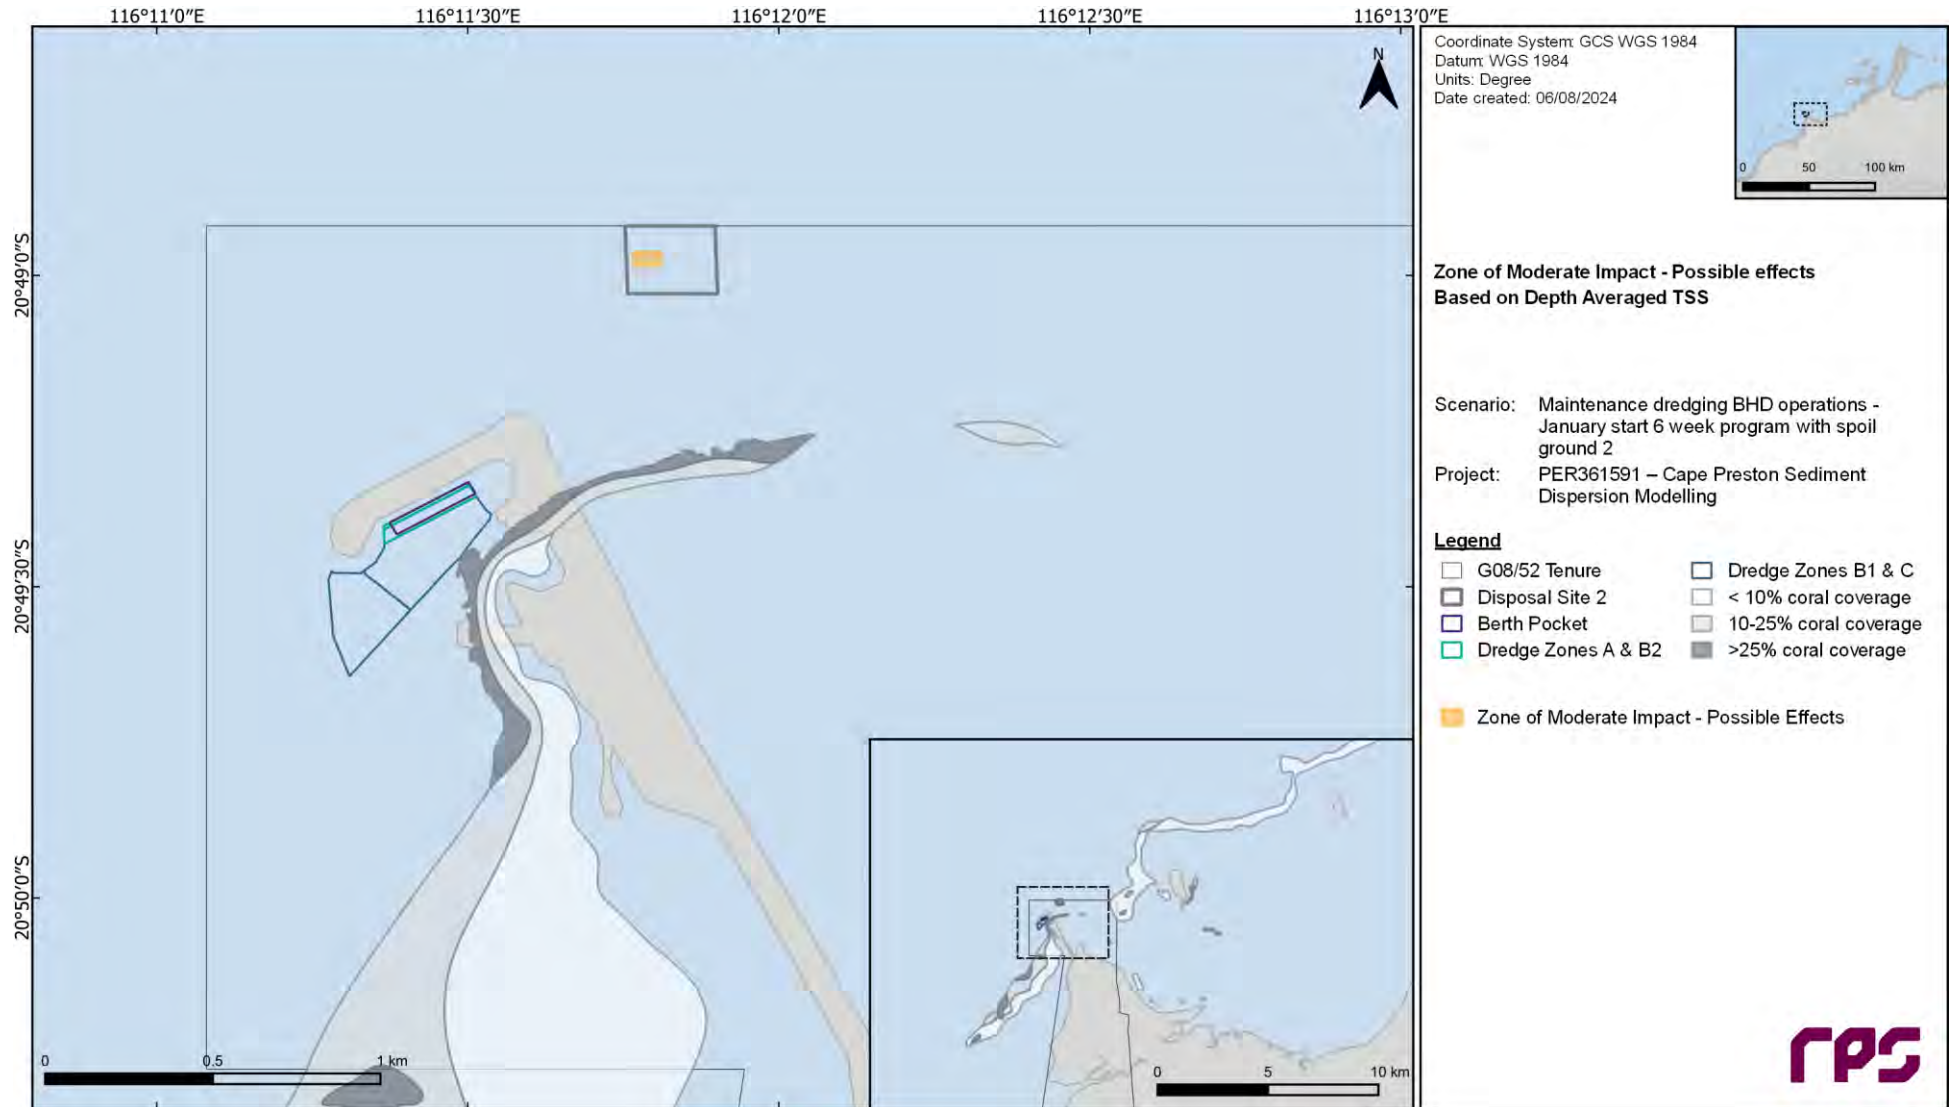 116°11'0"E
116°11'30"E
116°12'0"E
116°12'30"E
116°13'0"E
20°49'0"S
20°49'30"S
20°50'0"S
N
0 0.5 1 km
0 5 10 km
Coordinate System: GCS WGS 1984
Datum: WGS 1984
Units: Degree
Date created: 06/08/2024
0 50 100 km
Zone of Moderate Impact - Possible effects
Based on Depth Averaged TSS
Scenario: Maintenance dredging BHD operations -
January start 6 week program with spoil
ground 2
Project: PER361591 – Cape Preston Sediment
Dispersion Modelling
Legend
G08/52 Tenure
Disposal Site 2
Berth Pocket
Dredge Zones A & B2
Dredge Zones B1 & C
< 10% coral coverage
10-25% coral coverage
>25% coral coverage
Zone of Moderate Impact - Possible Effects
rps